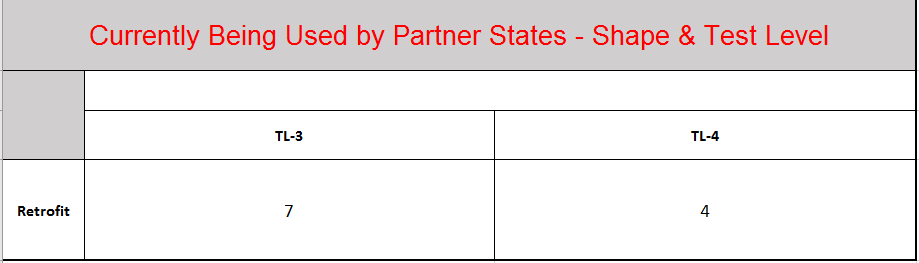 Currently Being Used by Partner States - Shape & Test Level
TL-3 TL-4
Retrofit 7 4